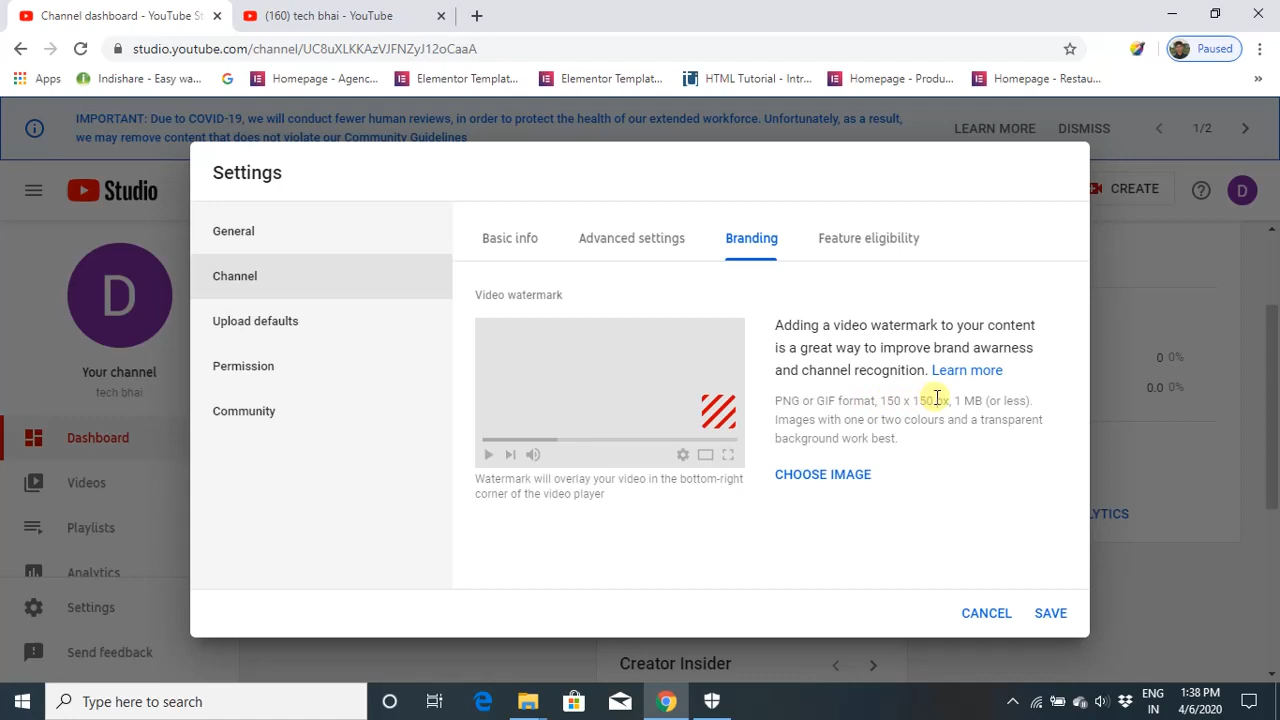 Channel dashboard - YouTube St
(160) tech bhai - YouTube
studio.youtube.com/channel/UC8uXLKKAzVJFNZyJ12oCaaA
Paused
Apps
Indishare - Easy wa...
Homepage - Agenc...
Elementor Templat...
Elementor Templat...
HTML Tutorial - Intr...
Homepage - Produ...
Homepage - Restau...
»
IMPORTANT: Due to COVID-19, we will conduct fewer human reviews, in order to protect the health of our extended workforce. Unfortunately, as a result,
we may remove content that does not violate our Community Guidelines
LEARN MORE
DISMISS
1/2
Studio
CREATE
D
D
Your channel
tech bhai
Dashboard
Videos
Playlists
Analytics
Settings
Send feedback
Settings
General
Channel
Upload defaults
Permission
Community
Basic info
Advanced settings
Branding
Feature eligibility
Video watermark
Watermark will overlay your video in the bottom-right
corner of the video player
Adding a video watermark to your content
is a great way to improve brand awarness
and channel recognition. Learn more
PNG or GIF format, 150 x 150 px, 1 MB (or less).
Images with one or two colours and a transparent
background work best.
CHOOSE IMAGE
CANCEL
SAVE
0 0%
0.0 0%
LYTICS
Creator Insider
Type here to search
ENG
IN
1:38 PM
4/6/2020